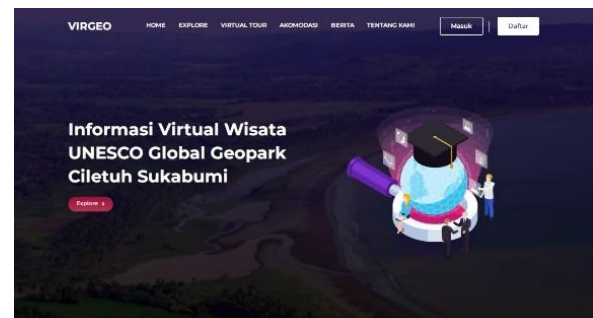 VIRGEO HOME EXPLORE VIRTUAL TOUR AKOMODASI BERITA TENTANG KAMI Masuk | Daftar
Informasi Virtual Wisata
UNESCO Global Geopark
Ciletuh Sukabumi
Explore >